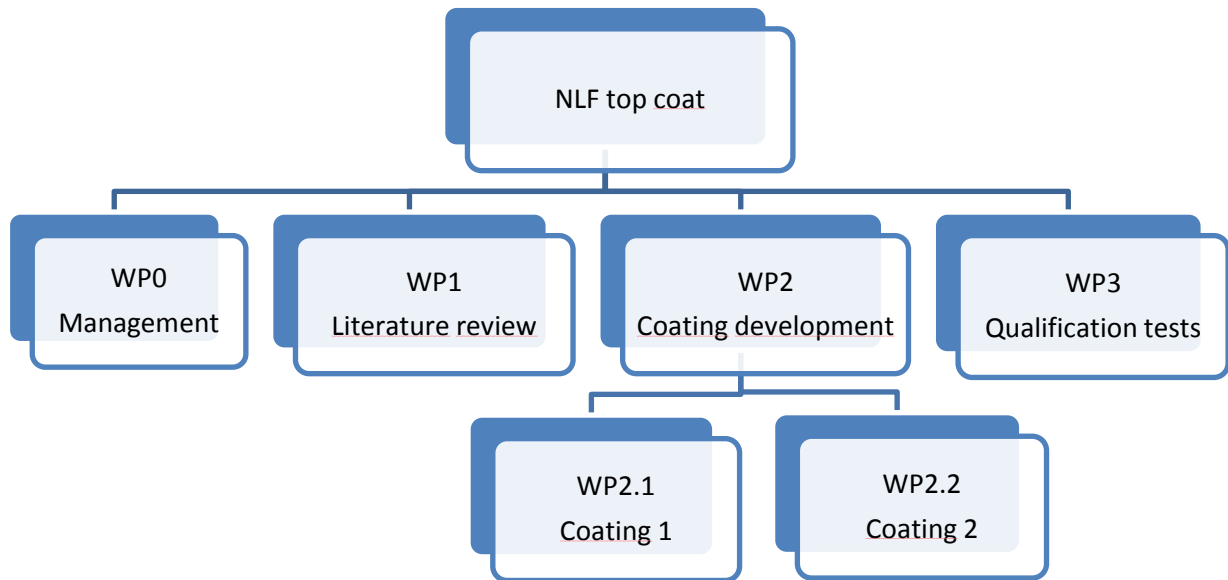 NLF top coat
WP0
Management
WP1
Literature review
WP2
Coating development
WP3
Qualification tests
WP2.1
Coating 1
WP2.2
Coating 2